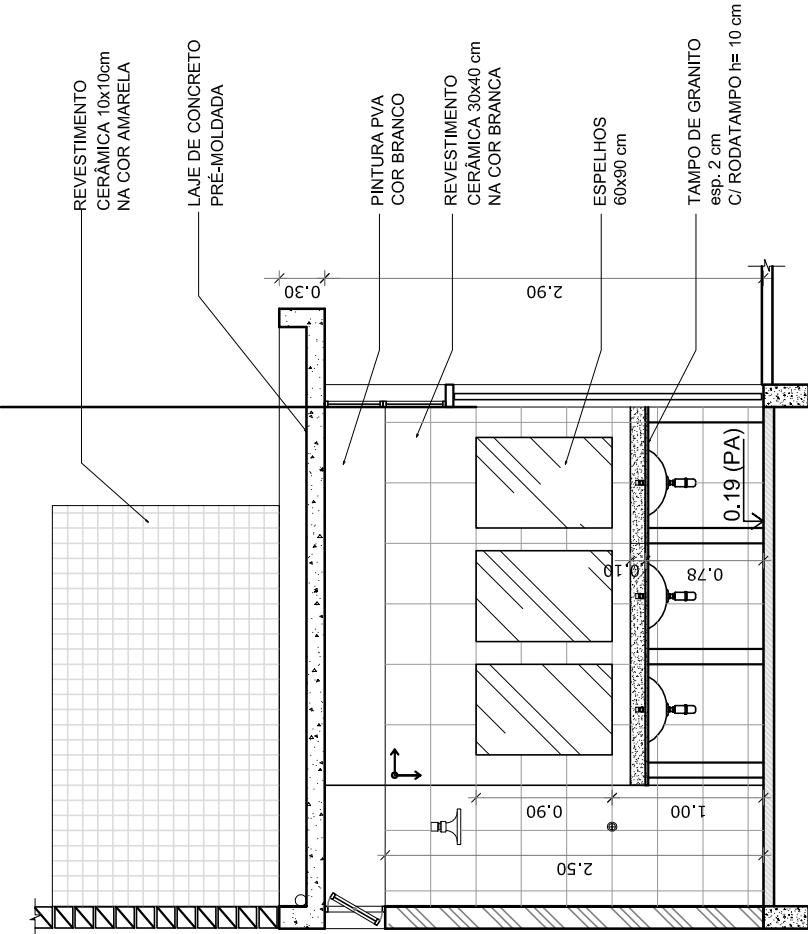 REVESTIMENTO
CERÂMICA 10x10cm
NA COR AMARELA
LAJE DE CONCRETO
PRÉ-MOLDADA
PINTURA PVA
COR BRANCO
REVESTIMENTO
CERÂMICA 30x40 cm
NA COR BRANCA
ESPELHOS
60x90 cm
TAMPO DE GRANITO
esp. 2 cm
C/ RODATAMPO h= 10 cm
0.30
2.90
0.19 (PA)
0.10
0.78
0.90
1.00
2.50